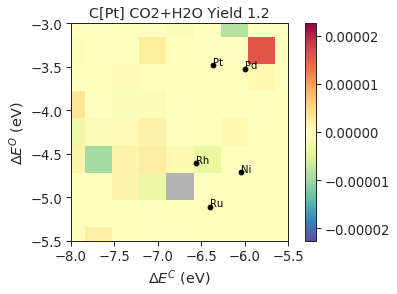 C[Pt] CO2+H2O Yield 1.2
−3.0
−3.5
−4.0
−4.5
−5.0
−5.5
ΔE^O (eV)
Pt
Pd
Rh
Ni
Ru
−8.0 −7.5 −7.0 −6.5 −6.0 −5.5
ΔE^C (eV)
0.00002
0.00001
0.00000
−0.00001
−0.00002